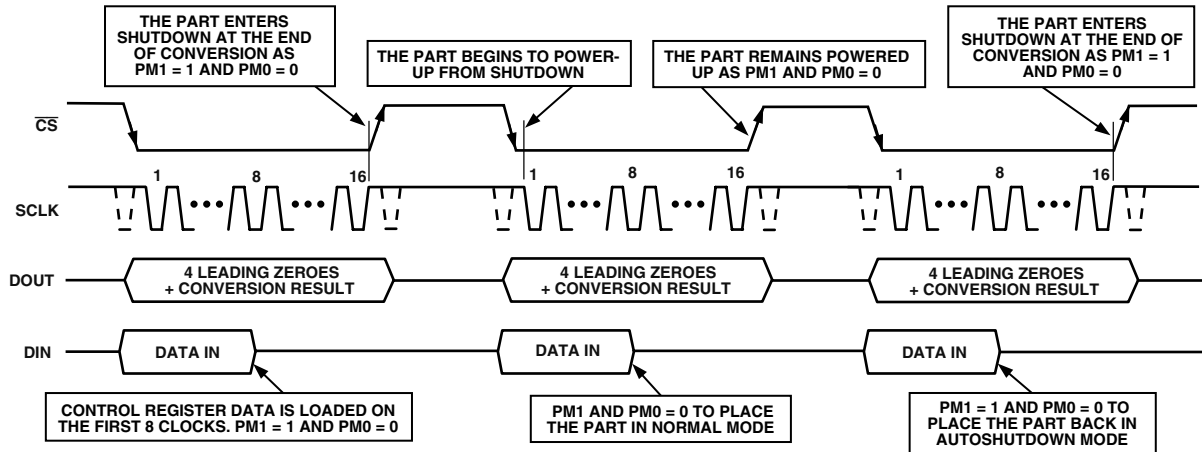 THE PART ENTERS
SHUTDOWN AT THE END
OF CONVERSION AS
PM1 = 1 AND PM0 = 0
THE PART BEGINS TO POWER-
UP FROM SHUTDOWN
THE PART REMAINS POWERED
UP AS PM1 AND PM0 = 0
THE PART ENTERS
SHUTDOWN AT THE END OF
CONVERSION AS PM1 = 1
AND PM0 = 0
CS
1 8 16 1 8 16 1 8 16
SCLK
DOUT
4 LEADING ZEROES
+ CONVERSION RESULT
4 LEADING ZEROES
+ CONVERSION RESULT
4 LEADING ZEROES
+ CONVERSION RESULT
DIN
DATA IN
DATA IN
DATA IN
CONTROL REGISTER DATA IS LOADED ON
THE FIRST 8 CLOCKS. PM1 = 1 AND PM0 = 0
PM1 AND PM0 = 0 TO PLACE
THE PART IN NORMAL MODE
PM1 = 1 AND PM0 = 0 TO
PLACE THE PART BACK IN
AUTOSHUTDOWN MODE